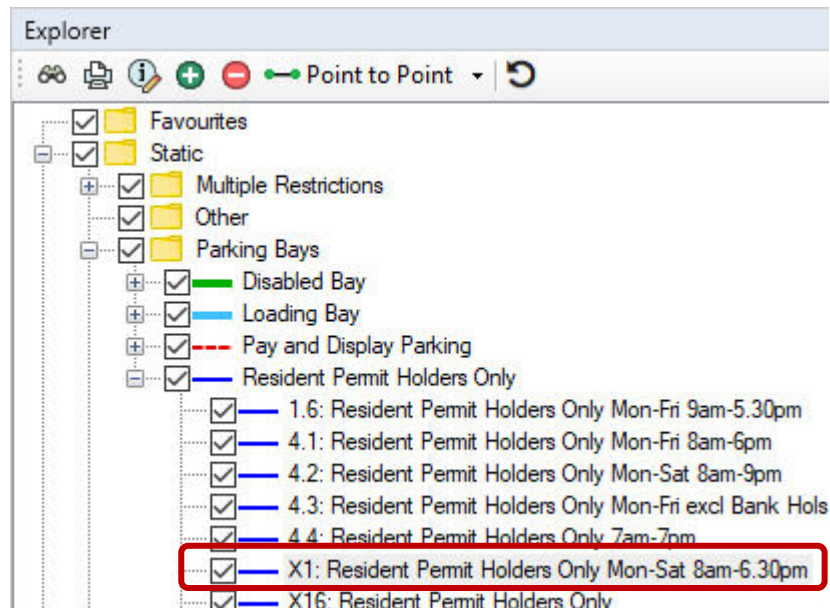 Explorer
Point to Point
Favourites
Static
Multiple Restrictions
Other
Parking Bays
Disabled Bay
Loading Bay
Pay and Display Parking
Resident Permit Holders Only
1.6: Resident Permit Holders Only Mon-Fri 9am-5.30pm
4.1: Resident Permit Holders Only Mon-Fri 8am-6pm
4.2: Resident Permit Holders Only Mon-Sat 8am-9pm
4.3: Resident Permit Holders Only Mon-Fri excl Bank Hols
4.4: Resident Permit Holders Only 7am-7pm
X1: Resident Permit Holders Only Mon-Sat 8am-6.30pm
X16: Resident Permit Holders Only